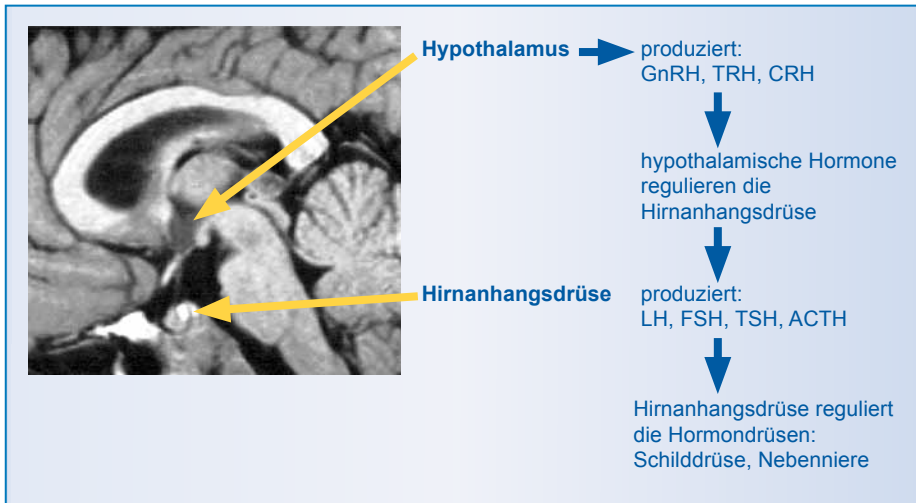 Hypothalamus
produziert:
GnRH, TRH, CRH
hypothalamische Hormone
regulieren die
Hirnanhangsdrüse
Hirnanhangsdrüse
produziert:
LH, FSH, TSH, ACTH
Hirnanhangsdrüse reguliert
die Hormondrüsen:
Schilddrüse, Nebenniere